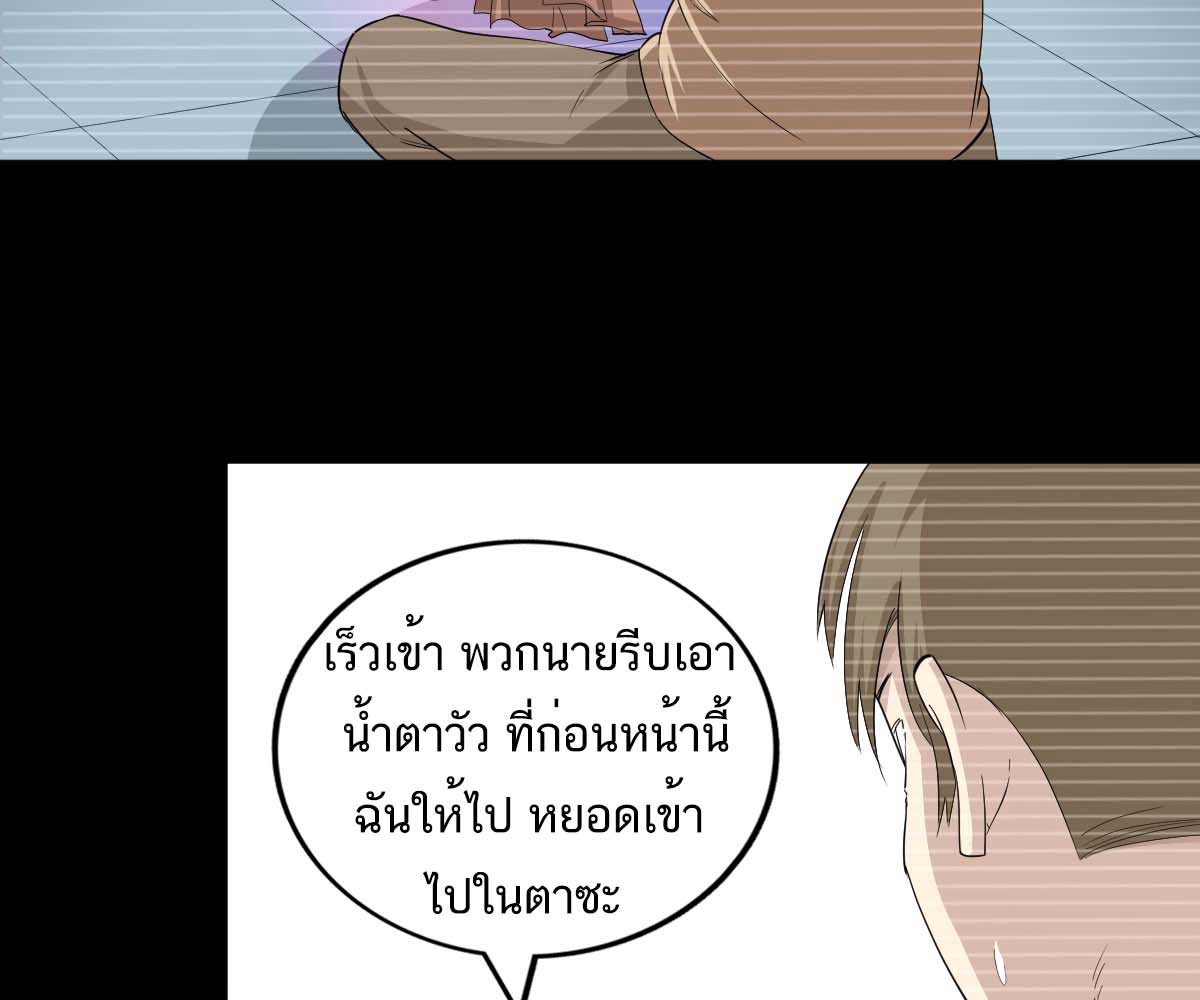 เร็วเข้า พวกนายรีบเอา
น้ำตาวัว ที่ก่อนหน้านี้
ฉันให้ไป หยอดเข้า
ไปในตาซะ